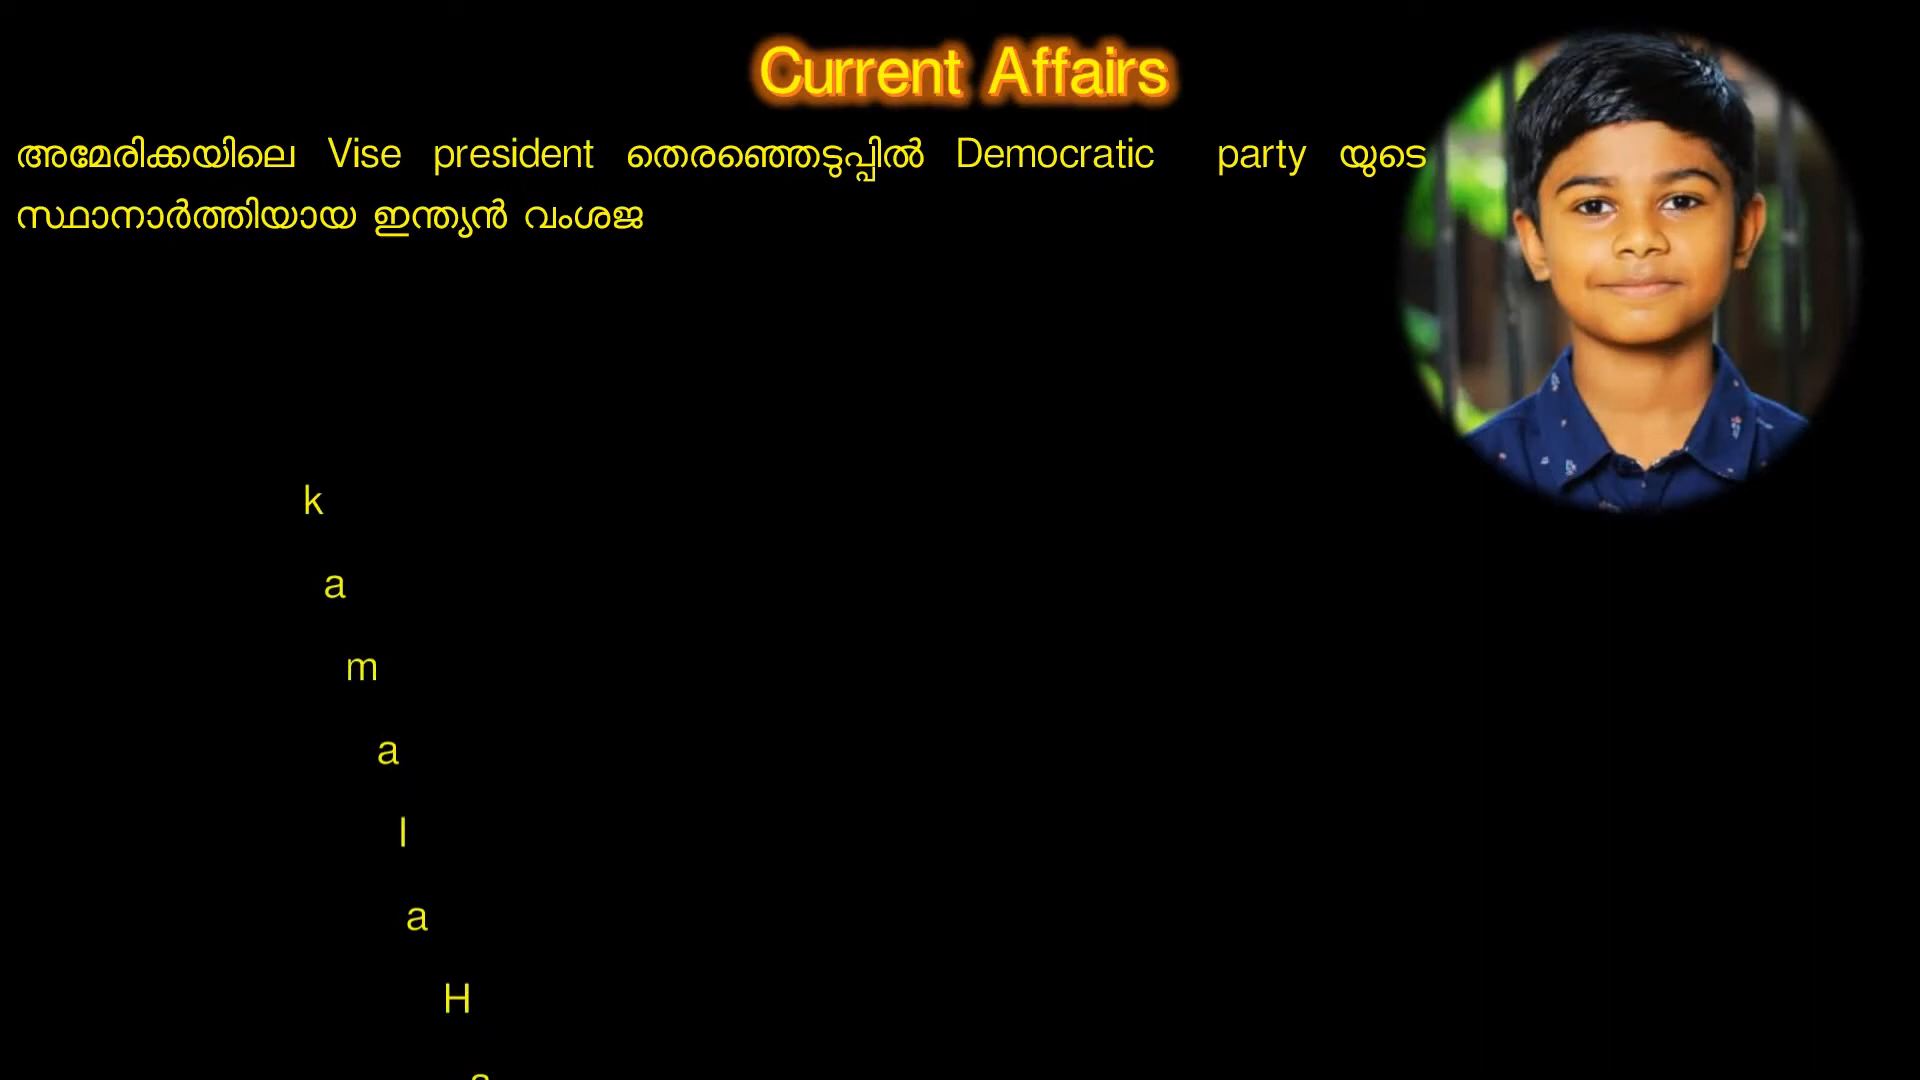 Current Affairs
അമേരിക്കയിലെ Vise president തെരഞ്ഞെടുപ്പിൽ Democratic party യുടെ
സ്ഥാനാർത്തിയായ ഇന്ത്യൻ വംശജ
k
a
m
a
l
a
H